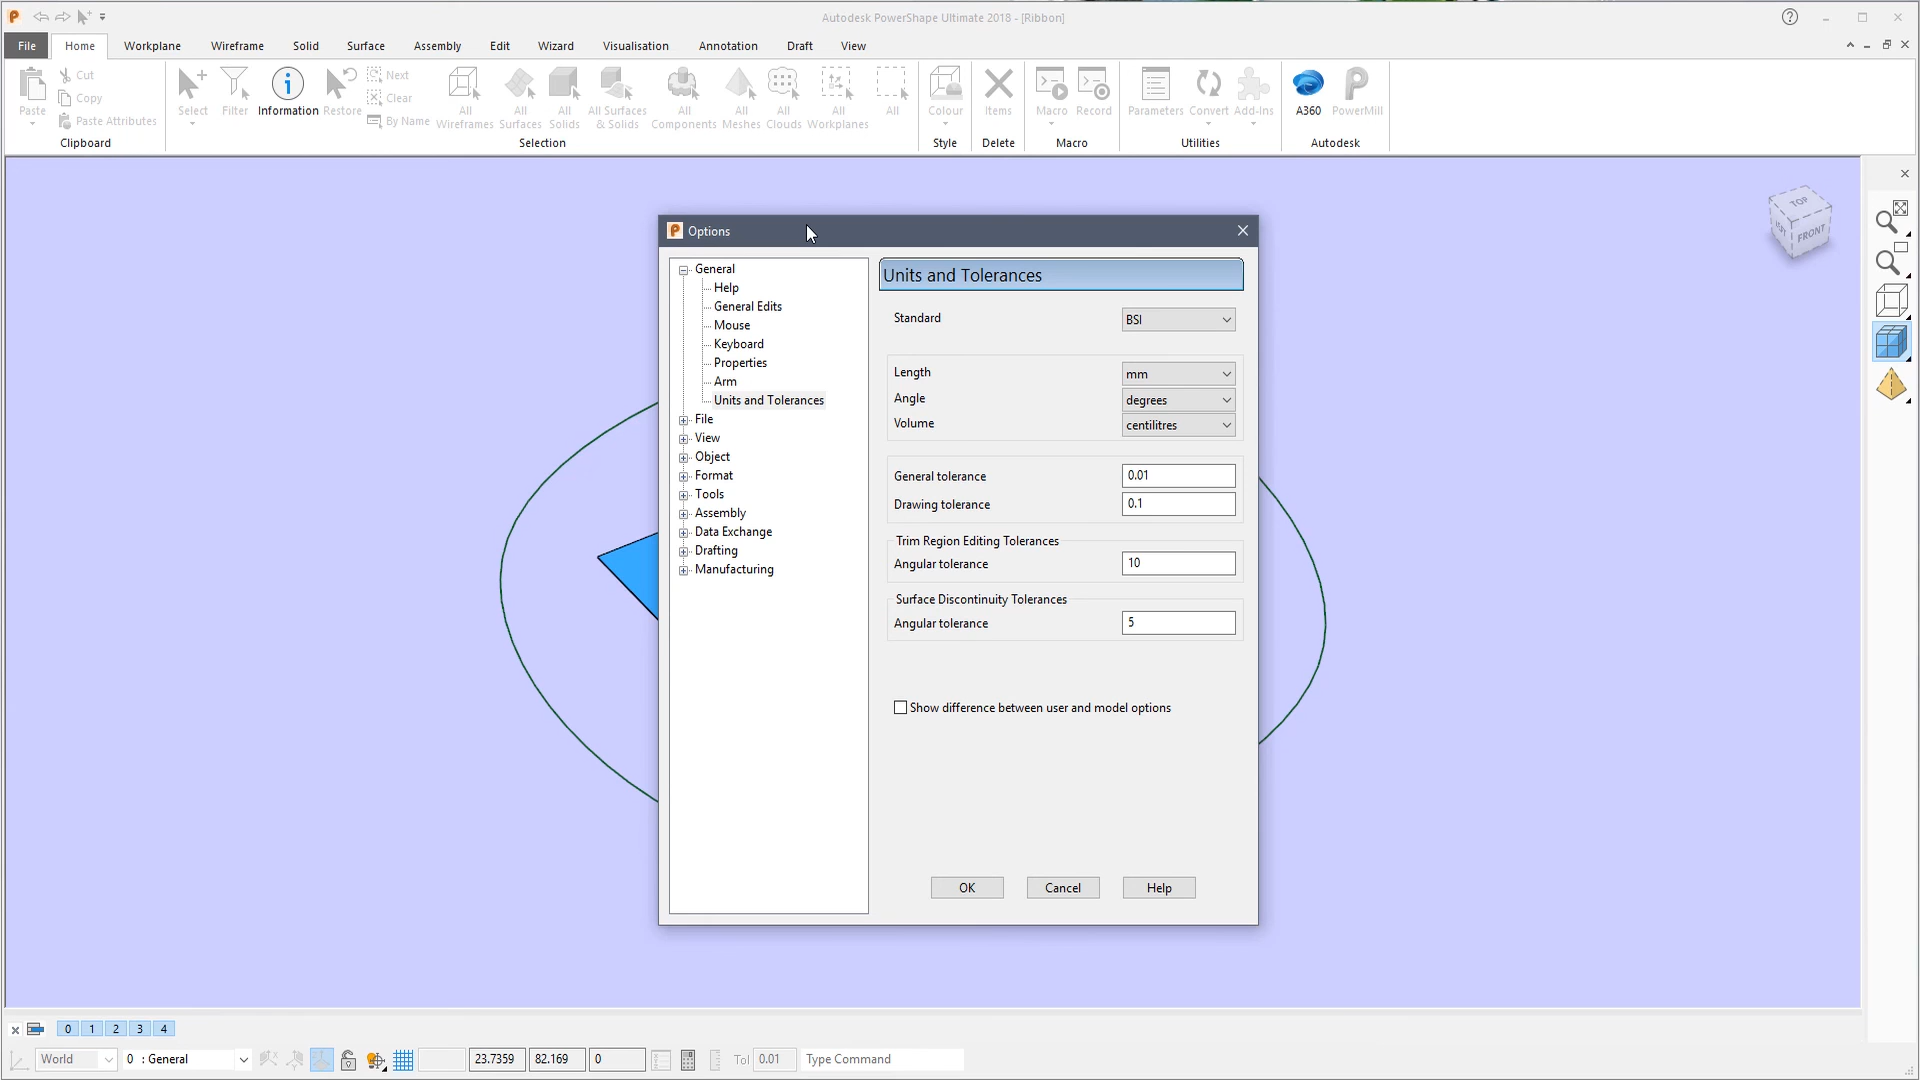 Autodesk PowerShape Ultimate 2018 - [Ribbon]
File Home Workplane Wireframe Solid Surface Assembly Edit Wizard Visualisation Annotation Draft View
Paste
Cut
Copy
Paste Attributes
Clipboard
Select
Filter
Information
Restore
Next
Clear
By Name
All Wireframes
All Surfaces
All Solids
All Surfaces & Solids
All Components
All Meshes
All Clouds
All Workplanes
All
Selection
Colour
Style
Items
Delete
Macro
Record
Macro
Parameters
Convert
Add-Ins
Utilities
A360
PowerMill
Autodesk
TOP
FRONT
Options
General
Help
General Edits
Mouse
Keyboard
Properties
Arm
Units and Tolerances
File
View
Object
Format
Tools
Assembly
Data Exchange
Drafting
Manufacturing
Units and Tolerances
Standard BSI
Length mm
Angle degrees
Volume centilitres
General tolerance 0.01
Drawing tolerance 0.1
Trim Region Editing Tolerances
Angular tolerance 10
Surface Discontinuity Tolerances
Angular tolerance 5
Show difference between user and model options
OK Cancel Help
0 1 2 3 4
World 0 : General 23.7359 82.169 0 Tol 0.01 Type Command